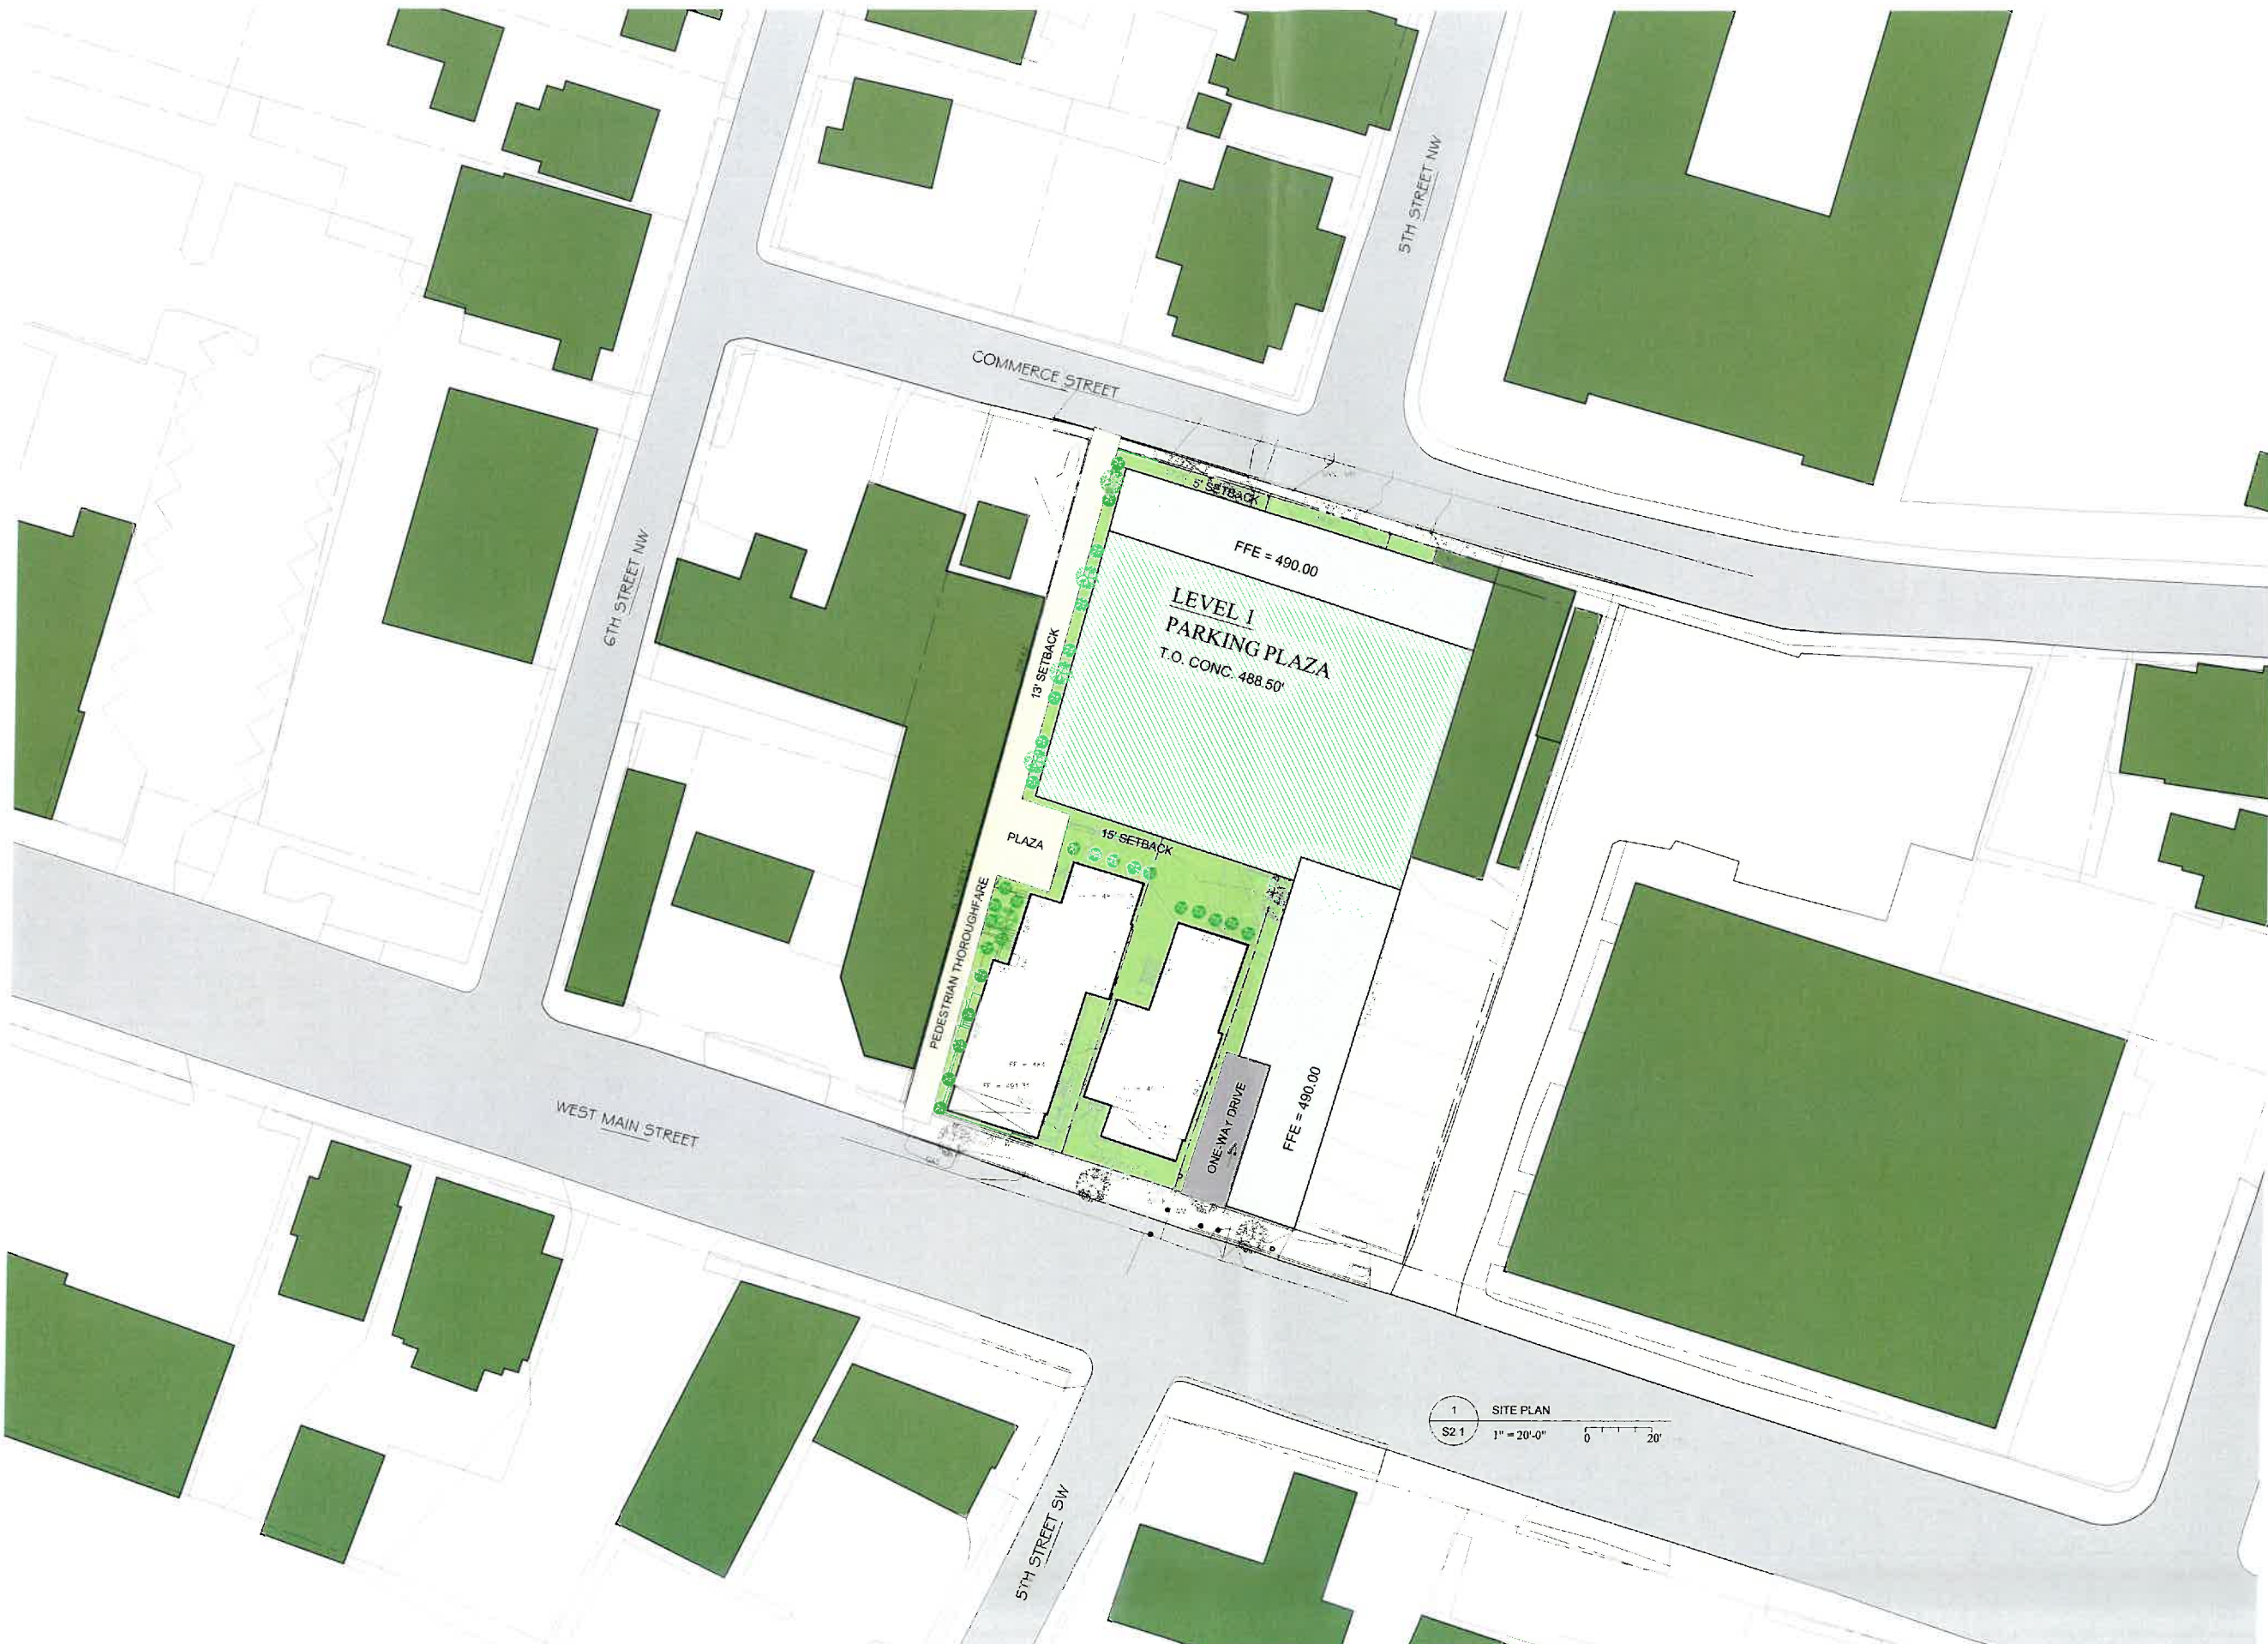 5TH STREET NW
COMMERCE STREET
5' SETBACK
FFE = 490.00
6TH STREET NW
LEVEL 1
PARKING PLAZA
T.O. CONC. 488.50'
13' SETBACK
PLAZA
15' SETBACK
PEDESTRIAN THOROUGHFARE
ONE-WAY DRIVE
FFE = 490.00
WEST MAIN STREET
1
SITE PLAN
S2.1
1" = 20'-0"
0
20'
5TH STREET SW